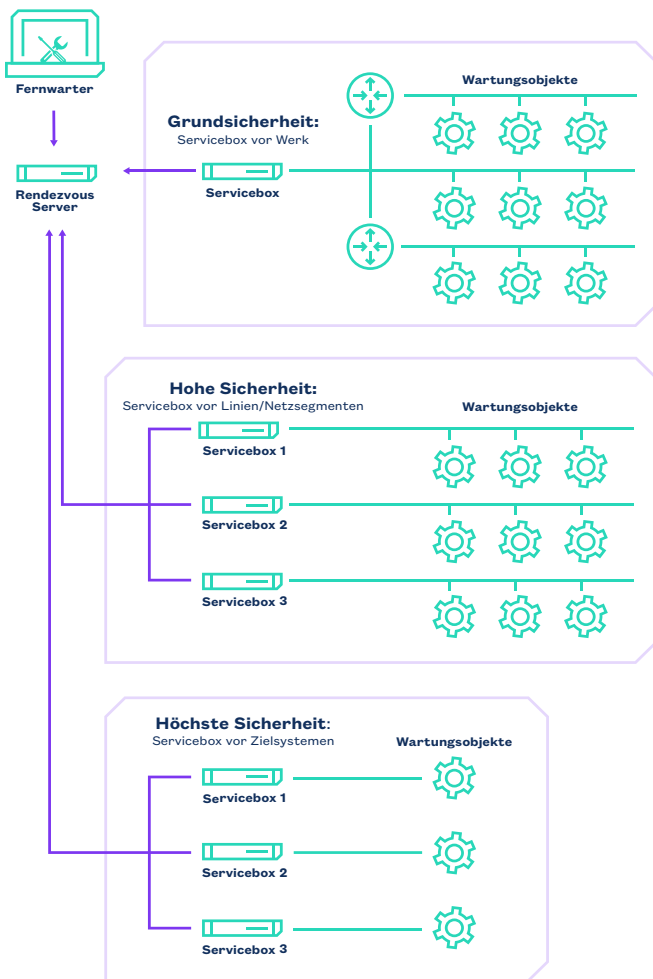 Fernwarter
Rendezvous
Server
Grundsicherheit:
Servicebox vor Werk
Servicebox
Wartungsobjekte
Hohe Sicherheit:
Servicebox vor Linien/Netzsegmenten
Wartungsobjekte
Servicebox 1
Servicebox 2
Servicebox 3
Höchste Sicherheit:
Servicebox vor Zielsystemen
Wartungsobjekte
Servicebox 1
Servicebox 2
Servicebox 3